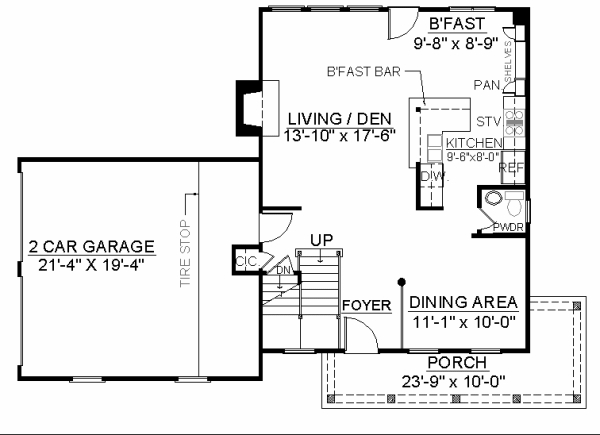 B'FAST
9'-8" x 8'-9"
SHELVES
B'FAST BAR
PAN
LIVING / DEN
13'-10" x 17'-6"
STV
KITCHEN
9'-6"x8'-0"
REF
D/W
PWDR
TIRE STOP
2 CAR GARAGE
21'-4" X 19'-4"
UP
C|C
DN
FOYER
DINING AREA
11'-1" x 10'-0"
PORCH
23'-9" x 10'-0"